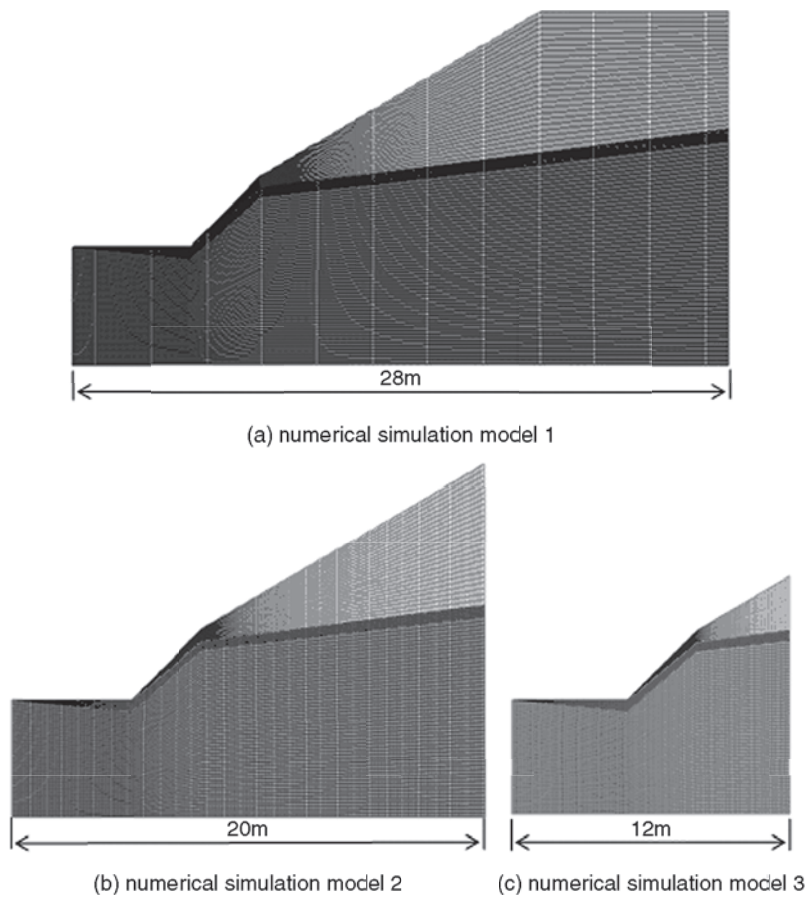 28m
(a) numerical simulation model 1
20m
12m
(b) numerical simulation model 2
(c) numerical simulation model 3